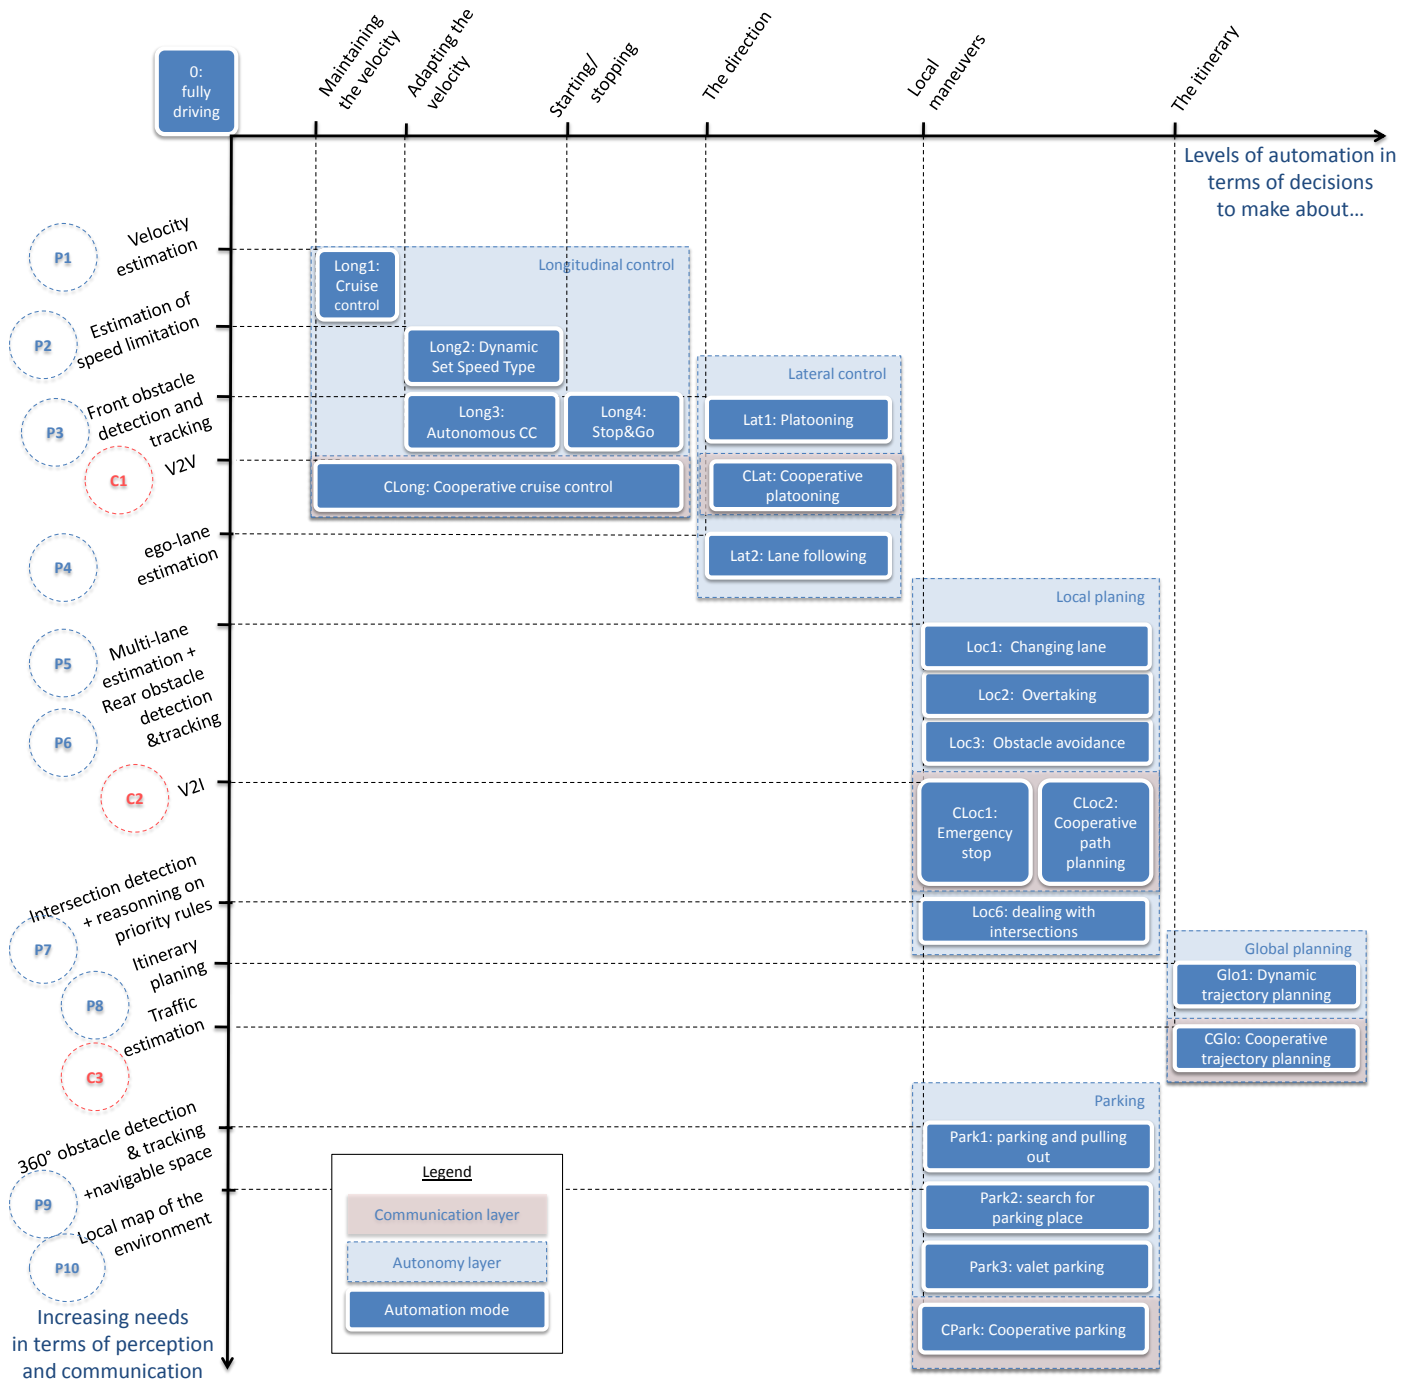 0:
fully
driving
Maintaining
the velocity
Adapting the
velocity
Starting/
stopping
The direction
Local
maneuvers
The itinerary
Levels of automation in
terms of decisions
to make about...
P1
Velocity
estimation
Longitudinal control
Long1:
Cruise
control
P2
Estimation of
speed limitation
Long2: Dynamic
Set Speed Type
Lateral control
P3
Front obstacle
detection and
tracking
Long3:
Autonomous CC
Long4:
Stop&Go
Lat1: Platooning
C1
V2V
CLong: Cooperative cruise control
CLat: Cooperative
platooning
P4
ego-lane
estimation
Lat2: Lane following
Local planing
P5
Multi-lane
estimation +
Loc1:  Changing lane
P6
Rear obstacle
detection
&tracking
Loc2:  Overtaking
Loc3:  Obstacle avoidance
C2
V2I
CLoc1:
Emergency
stop
CLoc2:
Cooperative
path
planning
P7
Intersection detection
+ reasonning on
priority rules
Loc6: dealing with
intersections
P8
Itinerary
planing
Global planning
Glo1: Dynamic
trajectory planning
C3
Traffic
estimation
CGlo: Cooperative
trajectory planning
Parking
P9
360° obstacle detection
& tracking
+navigable space
Park1: parking and pulling
out
P10
Local map of the
environment
Park2: search for
parking place
Park3: valet parking
CPark: Cooperative parking
Legend
Communication layer
Autonomy layer
Automation mode
Increasing needs
in terms of perception
and communication